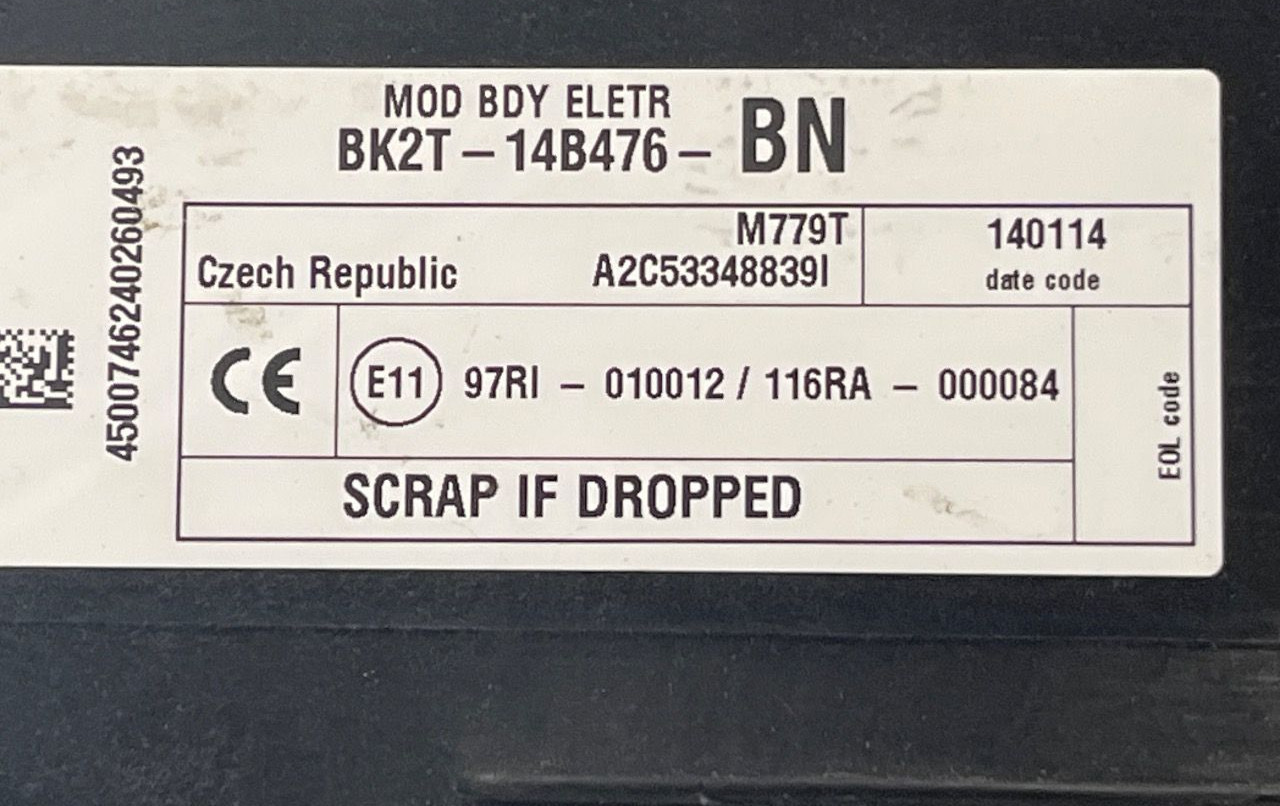 MOD BDY ELETR
BK2T – 14B476 – BN
4500746240260493
M779T
Czech Republic A2C53348839I
140114
date code
CE
E11 97RI – 010012 / 116RA – 000084
EOL code
SCRAP IF DROPPED